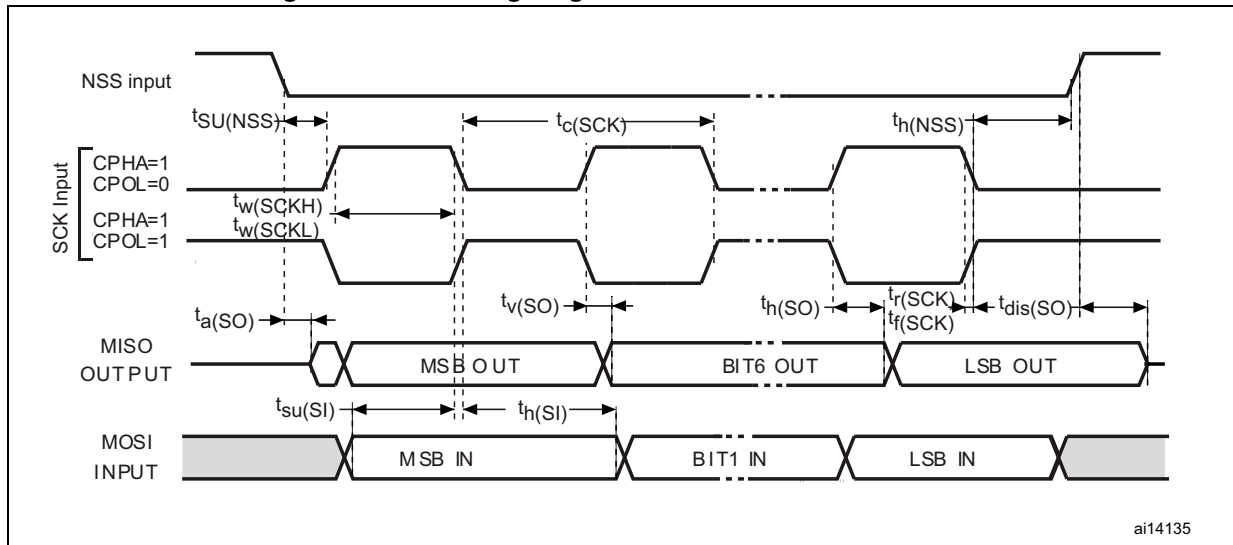 NSS input
tSU(NSS)
tc(SCK)
th(NSS)
SCK Input
CPHA=1
CPOL=0
tw(SCKH)
CPHA=1
tw(SCKL)
CPOL=1
ta(SO)
tv(SO)
th(SO)
tr(SCK)
tf(SCK)
tdis(SO)
MISO
OUTPUT
MSB OUT
BIT6 OUT
LSB OUT
tsu(SI)
th(SI)
MOSI
INPUT
MSB IN
BIT1 IN
LSB IN
ai14135